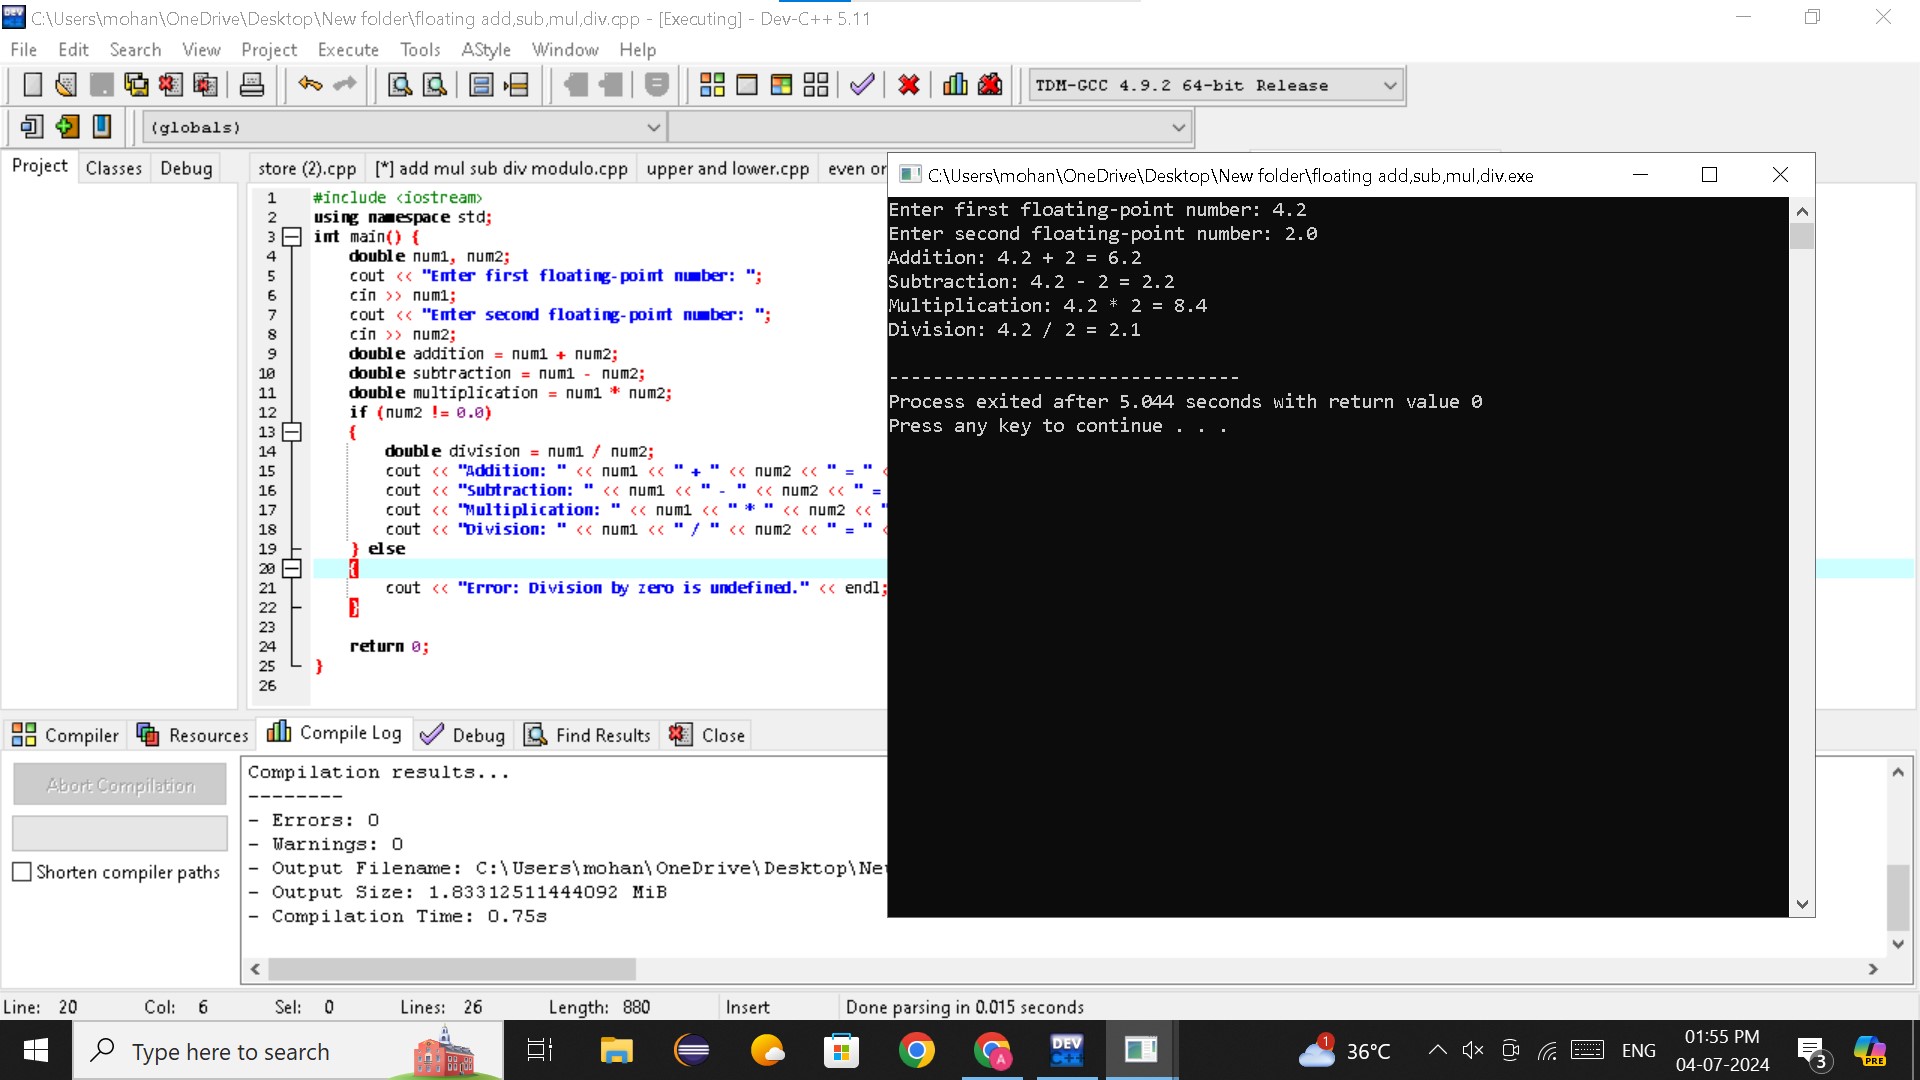 C:\Users\mohan\OneDrive\Desktop\New folder\floating add,sub,mul,div.cpp - [Executing] - Dev-C++ 5.11
File Edit Search View Project Execute Tools AStyle Window Help
TDM-GCC 4.9.2 64-bit Release
(globals)
Project Classes Debug
store (2).cpp [*] add mul sub div modulo.cpp upper and lower.cpp even or
1 #include <iostream>
2 using namespace std;
3 int main() {
4 double num1, num2;
5 cout << "Enter first floating-point number: ";
6 cin >> num1;
7 cout << "Enter second floating-point number: ";
8 cin >> num2;
9 double addition = num1 + num2;
10 double subtraction = num1 - num2;
11 double multiplication = num1 * num2;
12 if (num2 != 0.0)
13 {
14 double division = num1 / num2;
15 cout << "Addition: " << num1 << " + " << num2 << " = " <
16 cout << "Subtraction: " << num1 << " - " << num2 << " =
17 cout << "Multiplication: " << num1 << " * " << num2 << "
18 cout << "Division: " << num1 << " / " << num2 << " = " <
19 } else
20 {
21 cout << "Error: Division by zero is undefined." << endl;
22 }
23
24 return 0;
25 }
26
C:\Users\mohan\OneDrive\Desktop\New folder\floating add,sub,mul,div.exe
Enter first floating-point number: 4.2
Enter second floating-point number: 2.0
Addition: 4.2 + 2 = 6.2
Subtraction: 4.2 - 2 = 2.2
Multiplication: 4.2 * 2 = 8.4
Division: 4.2 / 2 = 2.1
--------------------------------
Process exited after 5.044 seconds with return value 0
Press any key to continue . . .
Compiler Resources Compile Log Debug Find Results Close
Abort Compilation
Shorten compiler paths
Compilation results...
--------
- Errors: 0
- Warnings: 0
- Output Filename: C:\Users\mohan\OneDrive\Desktop\Ne
- Output Size: 1.83312511444092 MiB
- Compilation Time: 0.75s
Line: 20 Col: 6 Sel: 0 Lines: 26 Length: 880 Insert Done parsing in 0.015 seconds
Type here to search
A
DEV
C++
1
36°C
ENG
01:55 PM
04-07-2024
3
PRE